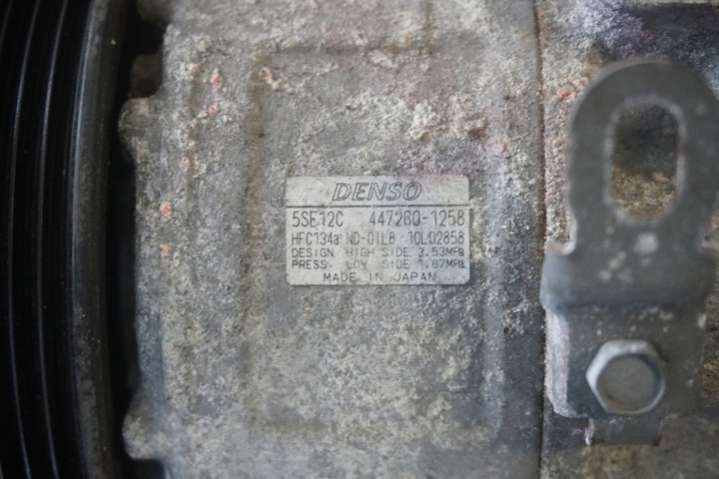 DENSO
5SE12C 447260-1258
HFC134a ND-OIL8 10L02858
DESIGN HIGH SIDE 3.53MPa
PRESS. LOW SIDE 1.67MPa
MADE IN JAPAN